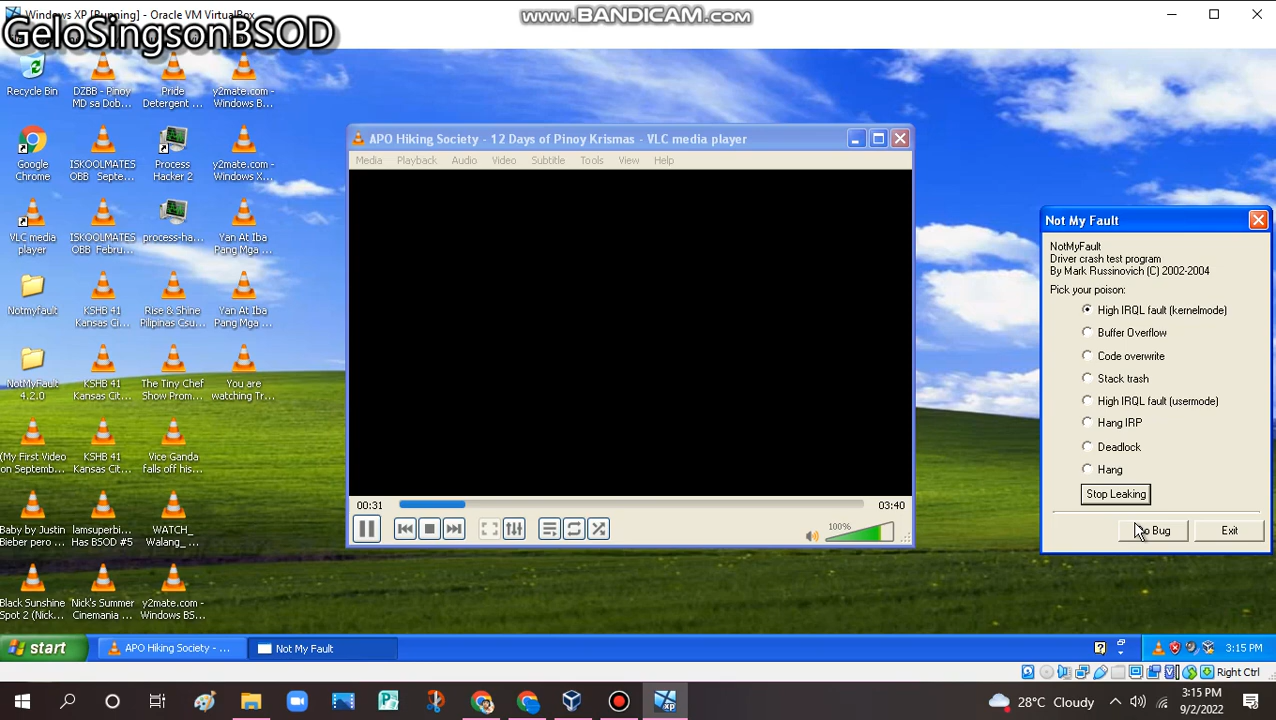 Windows XP [Running] - Oracle VM VirtualBox
GeloSingsonBSOD
www.BANDICAM.com
Recycle Bin
DZBB - Pinoy MD sa Dob...
Pride Detergent ...
y2mate.com - Windows B...
Google Chrome
ISKOOLMATES OBB Septe...
Process Hacker 2
y2mate.com - Windows X...
VLC media player
ISKOOLMATES OBB Febru...
process-ha...
Yan At Iba Pang Mga ...
Notmyfault
KSHB 41 Kansas Ci...
Rise & Shine Pilipinas Csu...
Yan At Iba Pang Mga ...
NotMyFault 4.2.0
KSHB 41 Kansas Cit...
The Tiny Chef Show Prom...
You are watching Tr...
(My First Video on Septemb...
KSHB 41 Kansas Cit...
Vice Ganda falls off his...
Baby by Justin Bieber pero ...
Iamsuperbi... Has BSOD #5
WATCH_ Walang_ ...
Black Sunshine Spot 2 (Nick...
'Nick's Summer Cinemania ...
y2mate.com - Windows BS...
APO Hiking Society - 12 Days of Pinoy Krismas - VLC media player
Media Playback Audio Video Subtitle Tools View Help
00:31
03:40
100%
Not My Fault
NotMyFault
Driver crash test program
By Mark Russinovich (C) 2002-2004
Pick your poison:
High IRQL fault (kernelmode)
Buffer Overflow
Code overwrite
Stack trash
High IRQL fault (usermode)
Hang IRP
Deadlock
Hang
Stop Leaking
Bug
Exit
start
APO Hiking Society - ...
Not My Fault
3:15 PM
Right Ctrl
28°C Cloudy
3:15 PM
9/2/2022